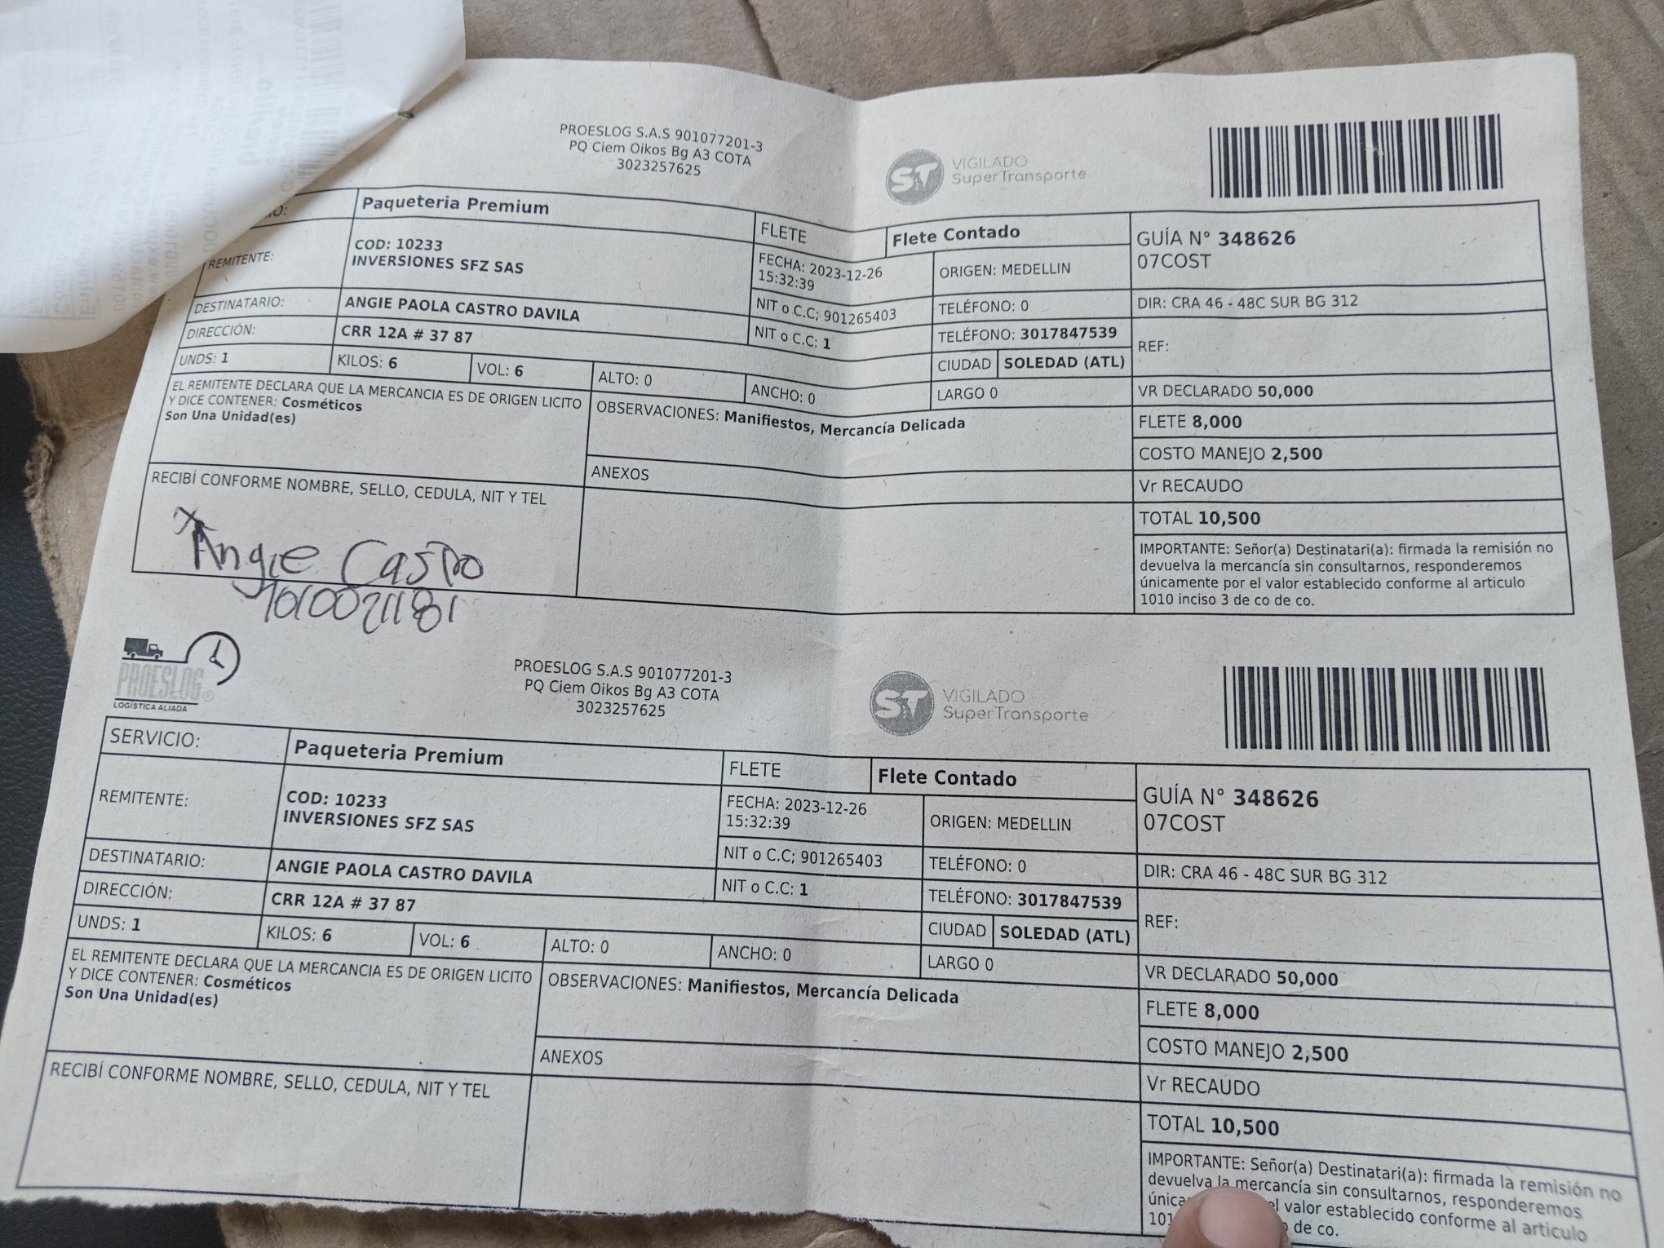 PROESLOG S.A.S 901077201-3
PQ Ciem Oikos Bg A3 COTA
3023257625
VIGILADO
SuperTransporte
Paqueteria Premium
FLETE
Flete Contado
GUÍA N° 348626
07COST
REMITENTE:
COD: 10233
INVERSIONES SFZ SAS
FECHA: 2023-12-26
15:32:39
ORIGEN: MEDELLIN
NIT o C.C; 901265403
TELÉFONO: 0
DIR: CRA 46 - 48C SUR BG 312
DESTINATARIO:
ANGIE PAOLA CASTRO DAVILA
NIT o C.C: 1
TELÉFONO: 3017847539
REF:
DIRECCIÓN:
CRR 12A # 37 87
CIUDAD
SOLEDAD (ATL)
UNDS: 1
KILOS: 6
VOL: 6
ALTO: 0
ANCHO: 0
LARGO 0
VR DECLARADO 50,000
EL REMITENTE DECLARA QUE LA MERCANCIA ES DE ORIGEN LICITO
Y DICE CONTENER: Cosméticos
Son Una Unidad(es)
OBSERVACIONES: Manifiestos, Mercancía Delicada
FLETE 8,000
COSTO MANEJO 2,500
ANEXOS
Vr RECAUDO
RECIBÍ CONFORME NOMBRE, SELLO, CEDULA, NIT Y TEL
TOTAL 10,500
IMPORTANTE: Señor(a) Destinatari(a): firmada la remisión no
devuelva la mercancía sin consultarnos, responderemos
únicamente por el valor establecido conforme al articulo
1010 inciso 3 de co de co.
x Angie Castro
1010021181
PROESLOG
LOGÍSTICA ALIADA
PROESLOG S.A.S 901077201-3
PQ Ciem Oikos Bg A3 COTA
3023257625
VIGILADO
SuperTransporte
SERVICIO:
Paqueteria Premium
FLETE
Flete Contado
GUÍA N° 348626
07COST
REMITENTE:
COD: 10233
INVERSIONES SFZ SAS
FECHA: 2023-12-26
15:32:39
ORIGEN: MEDELLIN
NIT o C.C; 901265403
TELÉFONO: 0
DIR: CRA 46 - 48C SUR BG 312
DESTINATARIO:
ANGIE PAOLA CASTRO DAVILA
NIT o C.C: 1
TELÉFONO: 3017847539
REF:
DIRECCIÓN:
CRR 12A # 37 87
CIUDAD
SOLEDAD (ATL)
UNDS: 1
KILOS: 6
VOL: 6
ALTO: 0
ANCHO: 0
LARGO 0
VR DECLARADO 50,000
EL REMITENTE DECLARA QUE LA MERCANCIA ES DE ORIGEN LICITO
Y DICE CONTENER: Cosméticos
Son Una Unidad(es)
OBSERVACIONES: Manifiestos, Mercancía Delicada
FLETE 8,000
COSTO MANEJO 2,500
ANEXOS
Vr RECAUDO
RECIBÍ CONFORME NOMBRE, SELLO, CEDULA, NIT Y TEL
TOTAL 10,500
IMPORTANTE: Señor(a) Destinatari(a): firmada la remisión no
devuelva la mercancía sin consultarnos, responderemos
valor establecido conforme al articulo
de co.